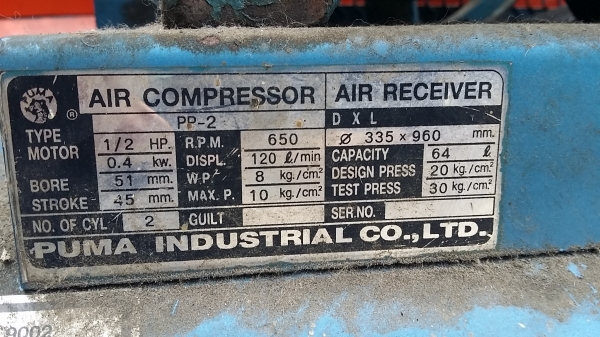 PUMA
®
AIR COMPRESSOR AIR RECEIVER
TYPE PP-2 D X L
MOTOR 1/2 HP. R.P.M. 650 Ø 335 × 960 mm.
0.4 kw. DISPL. 120 ℓ/min CAPACITY 64 ℓ
BORE 51 mm. W.P. 8 kg./cm² DESIGN PRESS 20 kg./cm²
STROKE 45 mm. MAX. P. 10 kg./cm² TEST PRESS 30 kg./cm²
NO. OF CYL 2 GUILT SER.NO.
PUMA INDUSTRIAL CO.,LTD.
9002